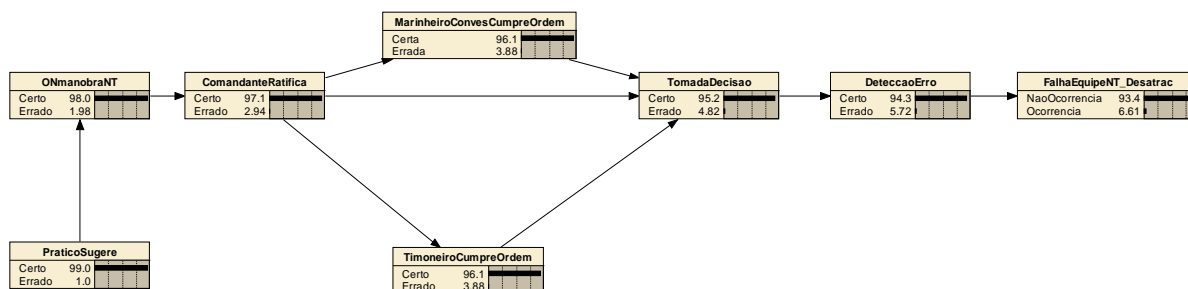 MarinheiroConvesCumpreOrdem
Certa 96.1
Errada 3.88
ONmanobraNT
Certo 98.0
Errado 1.98
ComandanteRatifica
Certo 97.1
Errado 2.94
TomadaDecisao
Certo 95.2
Errado 4.82
DeteccaoErro
Certo 94.3
Errado 5.72
FalhaEquipeNT_Desatrac
NaoOcorrencia 93.4
Ocorrencia 6.61
PraticoSugere
Certo 99.0
Errado 1.0
TimoneiroCumpreOrdem
Certo 96.1
Errado 3.88